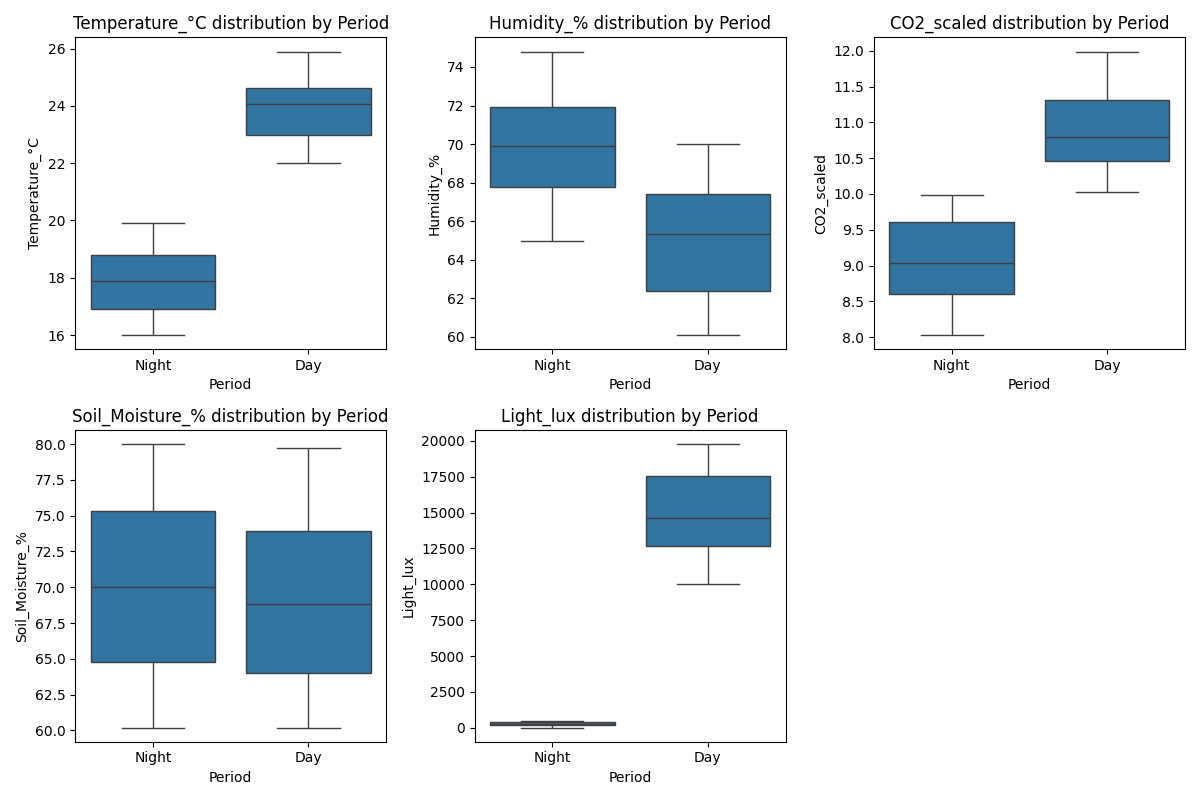 Temperature_°C distribution by Period
26
24
22
20
18
16
Temperature_°C
Night
Day
Period
Humidity_% distribution by Period
74
72
70
68
66
64
62
60
Humidity_%
Night
Day
Period
CO2_scaled distribution by Period
12.0
11.5
11.0
10.5
10.0
9.5
9.0
8.5
8.0
CO2_scaled
Night
Day
Period
Soil_Moisture_% distribution by Period
80.0
77.5
75.0
72.5
70.0
67.5
65.0
62.5
60.0
Soil_Moisture_%
Night
Day
Period
Light_lux distribution by Period
20000
17500
15000
12500
10000
7500
5000
2500
0
Light_lux
Night
Day
Period